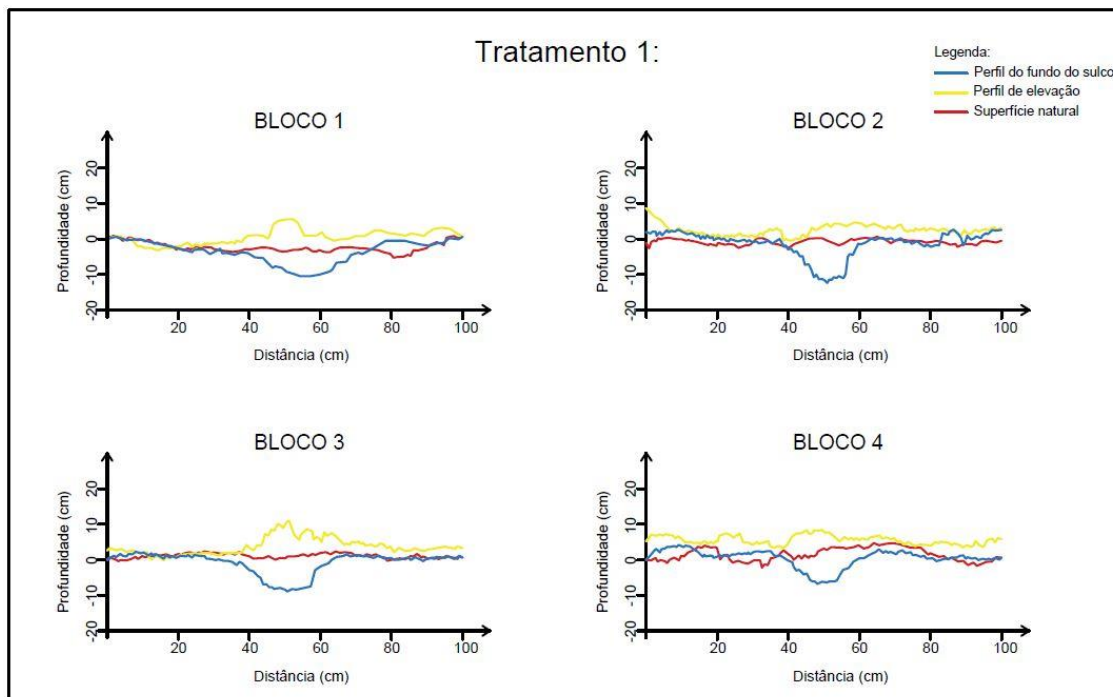 Tratamento 1:
Legenda:
Perfil do fundo do sulco
Perfil de elevação
Superfície natural
BLOCO 1
Profundidade (cm)
20
10
0
-10
-20
20
40
60
80
100
Distância (cm)
BLOCO 2
Profundidade (cm)
20
10
0
-10
-20
20
40
60
80
100
Distância (cm)
BLOCO 3
Profundidade (cm)
20
10
0
-10
-20
20
40
60
80
100
Distância (cm)
BLOCO 4
Profundidade (cm)
20
10
0
-10
-20
20
40
60
80
100
Distância (cm)